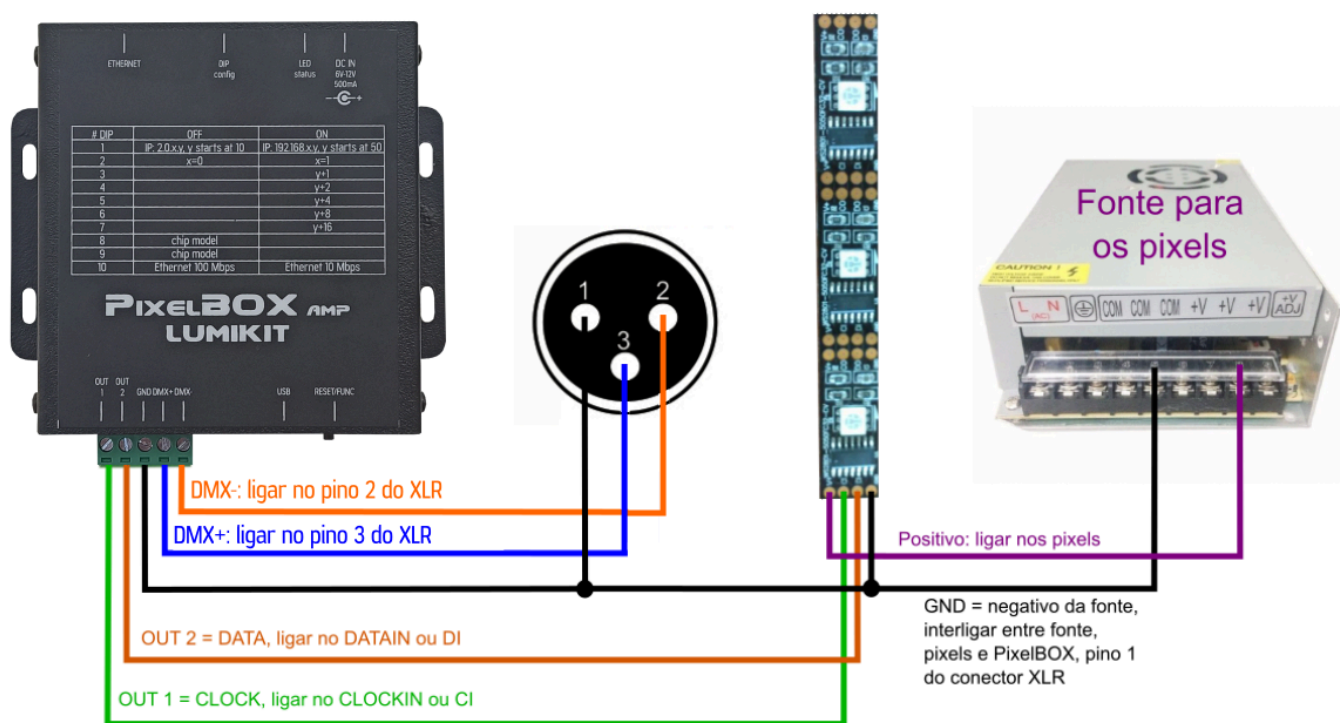 ETHERNET
DIP
config
LED
status
DC IN
6V-12V
500mA
# DIP OFF ON
1 IP: 2.0.x.y, y starts at 10 IP: 192.168.x.y, y starts at 50
2 x=0 x=1
3 y+1
4 y+2
5 y+4
6 y+8
7 y+16
8 chip model
9 chip model
10 Ethernet 100 Mbps Ethernet 10 Mbps
PIXELBOX AMP
LUMIKIT
OUT 1
OUT 2
GND DMX+ DMX-
USB
RESET/FUNC
1
2
3
Fonte para
os pixels
CAUTION !
L N
(AC)
COM COM COM +V +V +V
+V
ADJ
DMX-: ligar no pino 2 do XLR
DMX+: ligar no pino 3 do XLR
Positivo: ligar nos pixels
GND = negativo da fonte,
interligar entre fonte,
pixels e PixelBOX, pino 1
do conector XLR
OUT 2 = DATA, ligar no DATAIN ou DI
OUT 1 = CLOCK, ligar no CLOCKIN ou CI